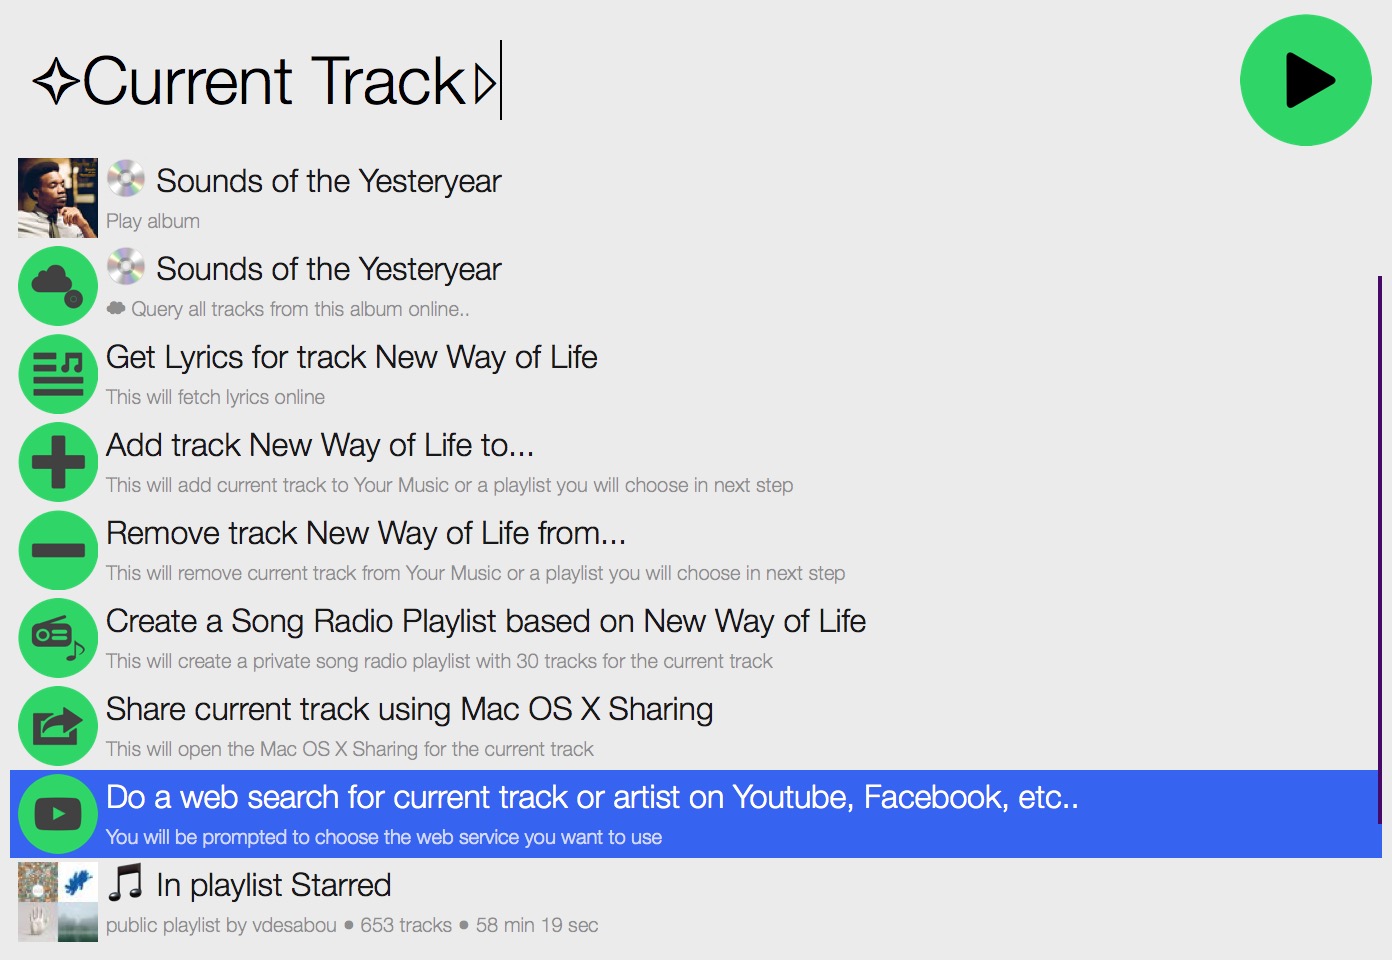 ✧Current Track▹
Sounds of the Yesteryear
Play album
Sounds of the Yesteryear
Query all tracks from this album online..
Get Lyrics for track New Way of Life
This will fetch lyrics online
Add track New Way of Life to...
This will add current track to Your Music or a playlist you will choose in next step
Remove track New Way of Life from...
This will remove current track from Your Music or a playlist you will choose in next step
Create a Song Radio Playlist based on New Way of Life
This will create a private song radio playlist with 30 tracks for the current track
Share current track using Mac OS X Sharing
This will open the Mac OS X Sharing for the current track
Do a web search for current track or artist on Youtube, Facebook, etc..
You will be prompted to choose the web service you want to use
In playlist Starred
public playlist by vdesabou ● 653 tracks ● 58 min 19 sec